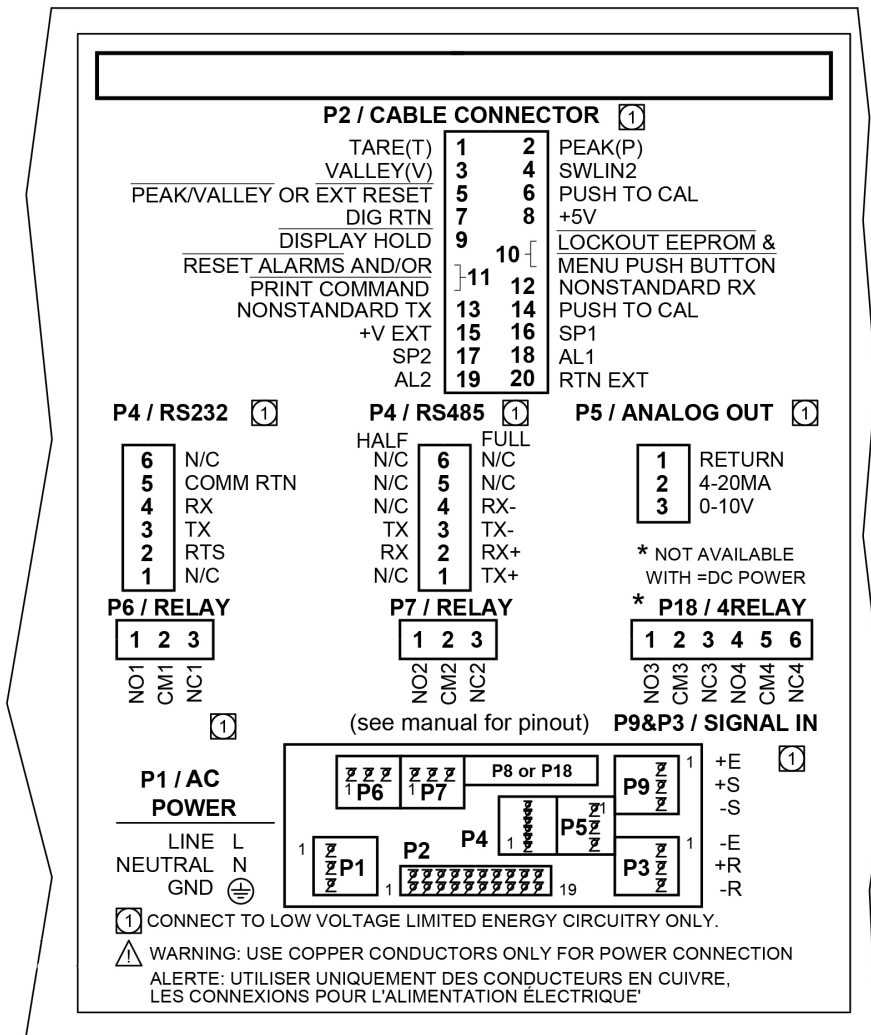 P2 / CABLE CONNECTOR 1
TARE(T) 1 2 PEAK(P)
VALLEY(V) 3 4 SWLIN2
PEAK/VALLEY OR EXT RESET 5 6 PUSH TO CAL
DIG RTN 7 8 +5V
DISPLAY HOLD 9 10 LOCKOUT EEPROM &
MENU PUSH BUTTON
RESET ALARMS AND/OR
PRINT COMMAND 11 12 NONSTANDARD RX
NONSTANDARD TX 13 14 PUSH TO CAL
+V EXT 15 16 SP1
SP2 17 18 AL1
AL2 19 20 RTN EXT
P4 / RS232 1
6 N/C
5 COMM RTN
4 RX
3 TX
2 RTS
1 N/C
P4 / RS485 1
HALF FULL
N/C 6 N/C
N/C 5 N/C
N/C 4 RX-
TX 3 TX-
RX 2 RX+
N/C 1 TX+
P5 / ANALOG OUT 1
1 RETURN
2 4-20MA
3 0-10V
* NOT AVAILABLE
WITH =DC POWER
P6 / RELAY
1 2 3
NO1 CM1 NC1
P7 / RELAY
1 2 3
NO2 CM2 NC2
* P18 / 4RELAY
1 2 3 4 5 6
NO3 CM3 NC3 NO4 CM4 NC4
1
(see manual for pinout)
P9&P3 / SIGNAL IN
1
P1 / AC
POWER
LINE L
NEUTRAL N
GND
1 P6 1 P7 P8 or P18
P9 1
P4 1 P5 1
1 P1 P2 1 19
P3 1
+E
+S
-S
-E
+R
-R
1 CONNECT TO LOW VOLTAGE LIMITED ENERGY CIRCUITRY ONLY.
! WARNING: USE COPPER CONDUCTORS ONLY FOR POWER CONNECTION
ALERTE: UTILISER UNIQUEMENT DES CONDUCTEURS EN CUIVRE,
LES CONNEXIONS POUR L'ALIMENTATION ÉLECTRIQUE'